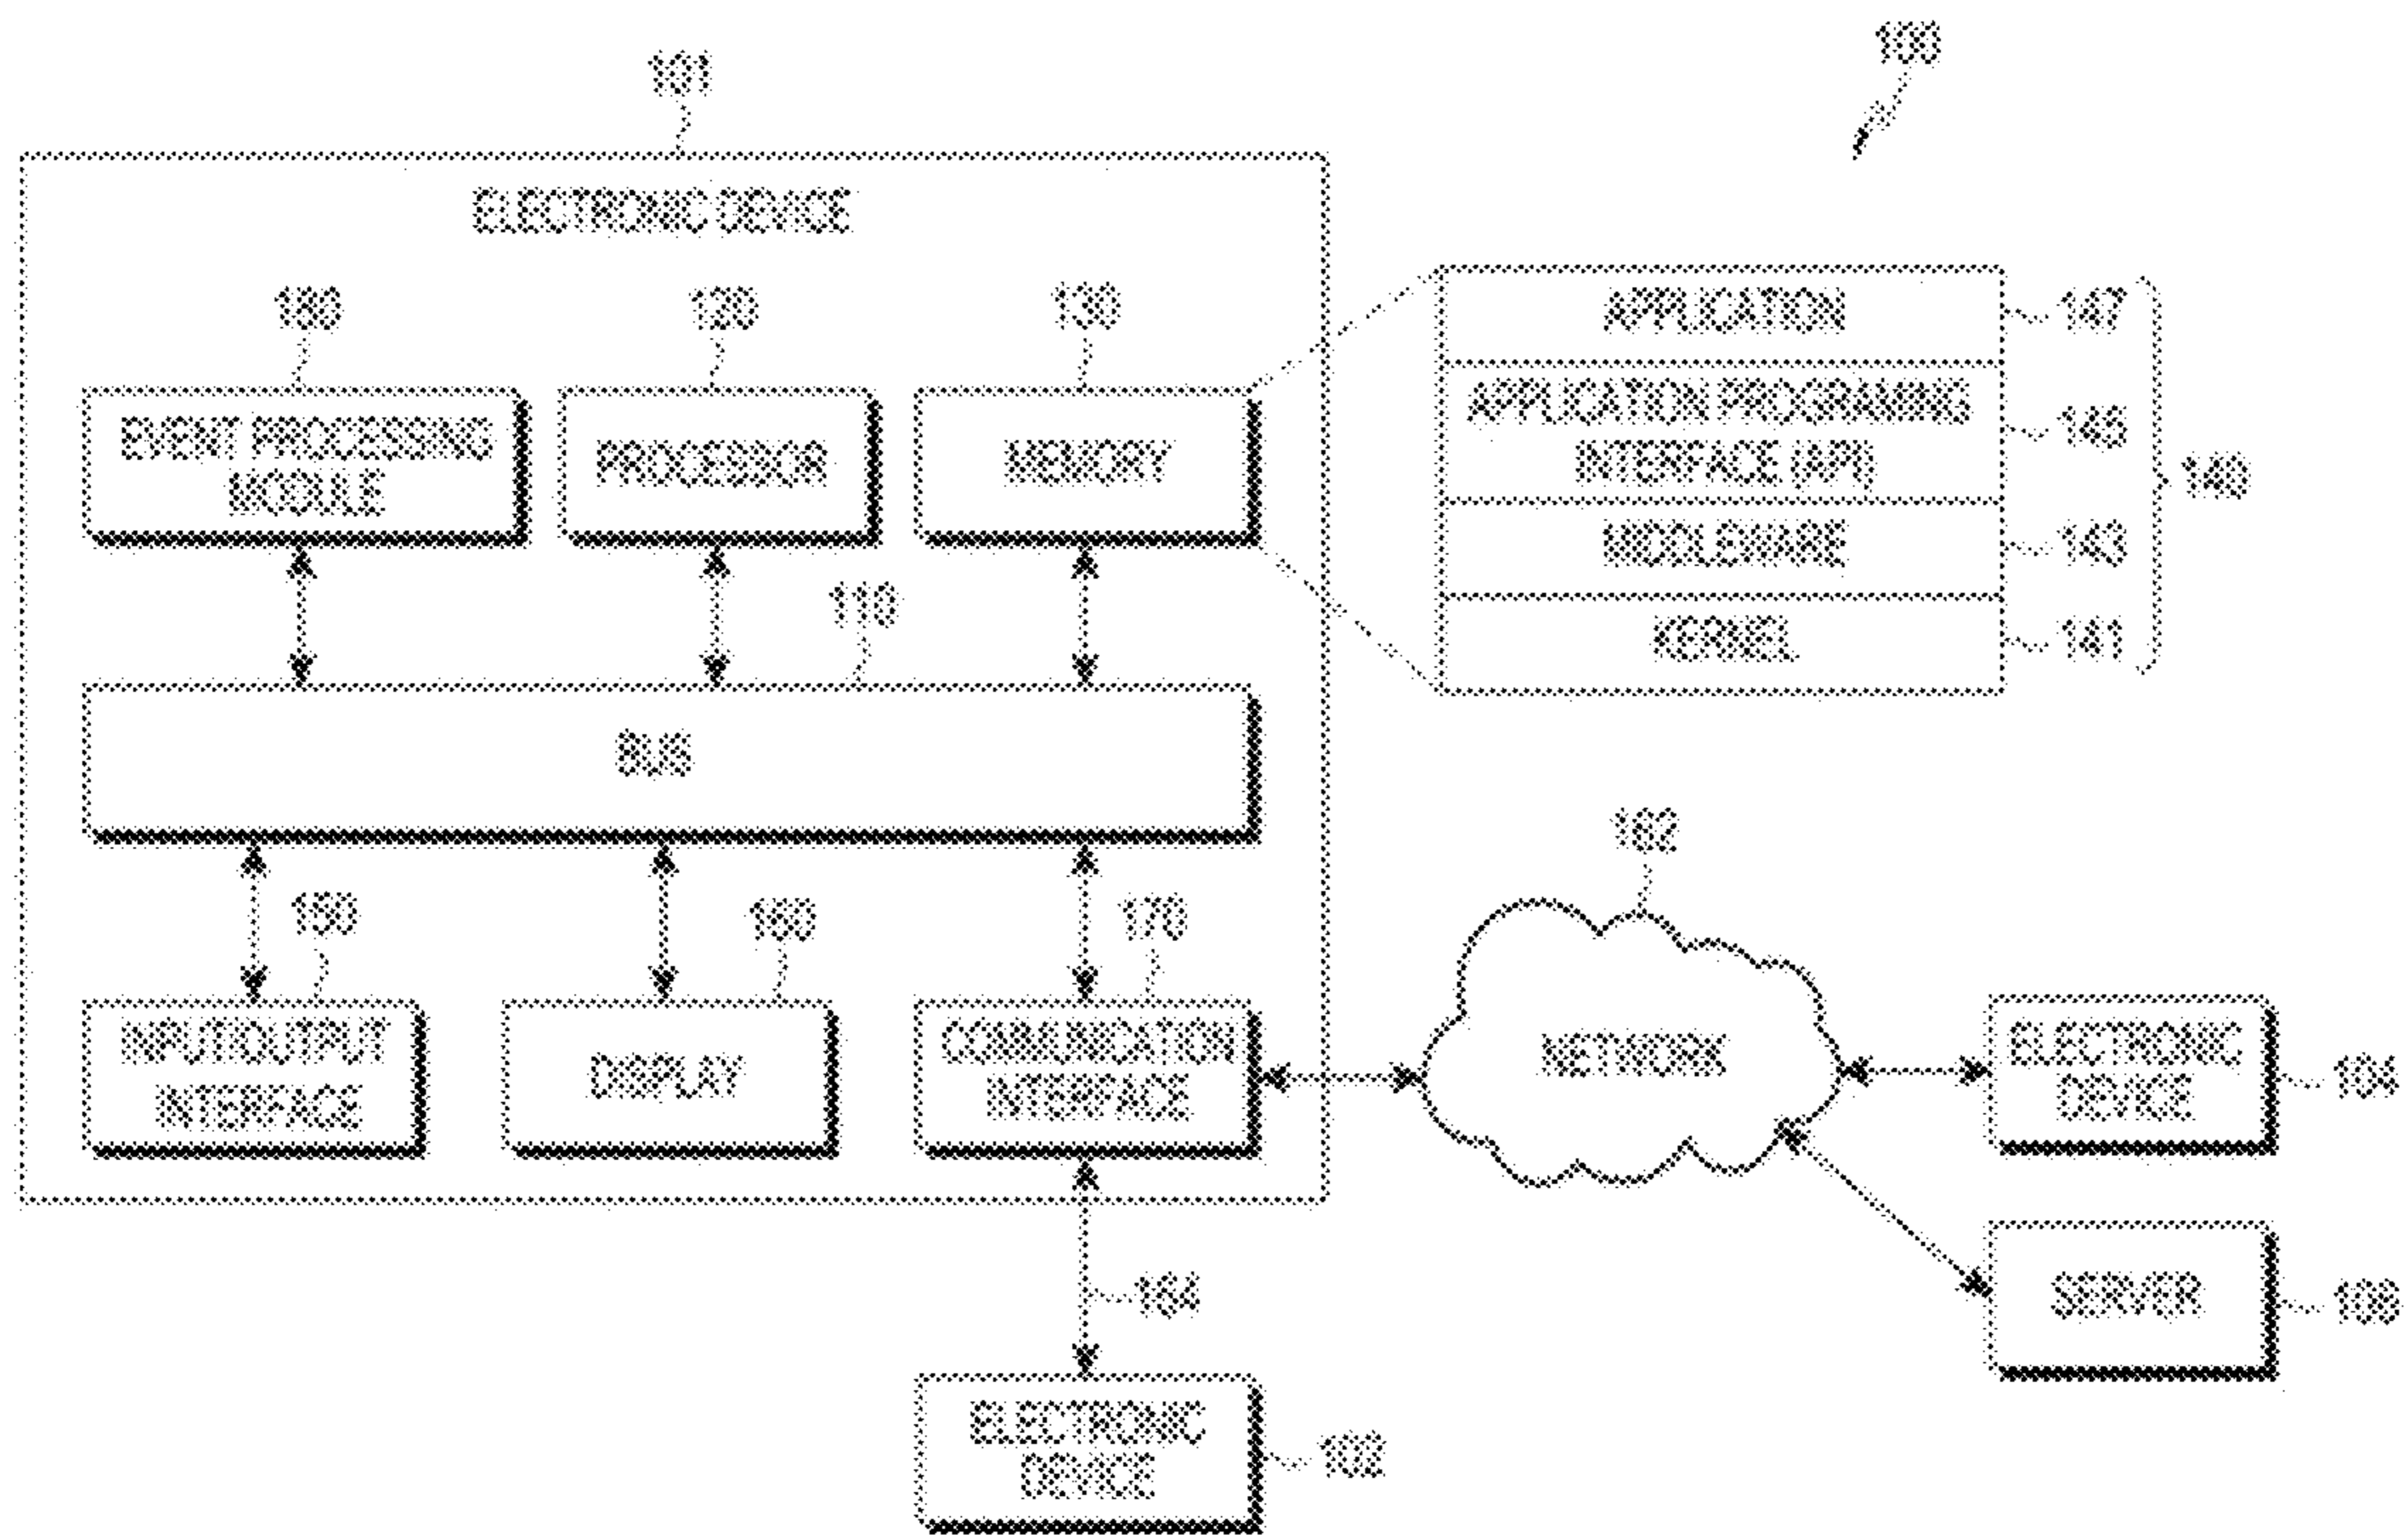 101
100
ELECTRONIC DEVICE
180
120
130
EVENT PROCESSING
MODULE
PROCESSOR
MEMORY
110
BUS
150
160
170
INPUT/OUTPUT
INTERFACE
DISPLAY
COMMUNICATION
INTERFACE
APPLICATION
147
APPLICATION PROGRAMING
INTERFACE (API)
145
MIDDLEWARE
143
KERNEL
141
140
162
NETWORK
ELECTRONIC
DEVICE
104
SERVER
106
164
ELECTRONIC
DEVICE
102